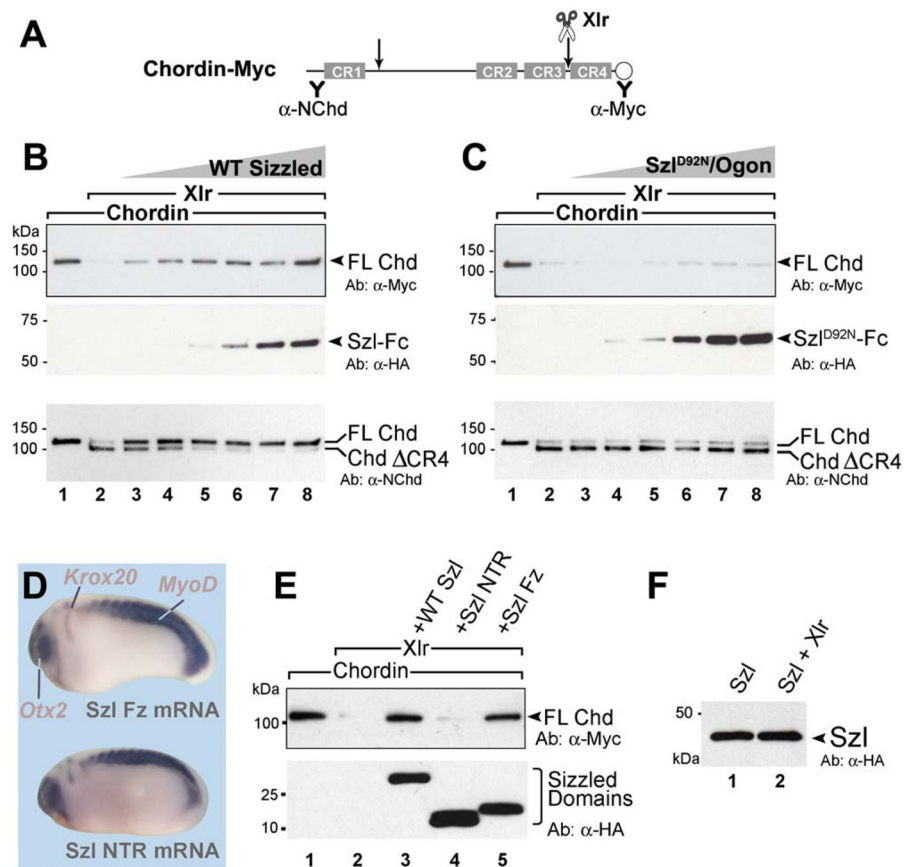 A
Xlr
Chordin-Myc
CR1
CR2
CR3
CR4
α-NChd
α-Myc
B
WT Sizzled
Xlr
Chordin
kDa
150
100
FL Chd
Ab: α-Myc
75
50
Szl-Fc
Ab: α-HA
150
100
FL Chd
Chd ΔCR4
Ab: α-NChd
1 2 3 4 5 6 7 8
C
Szl^D92N/Ogon
Xlr
Chordin
150
100
FL Chd
Ab: α-Myc
75
50
Szl^D92N-Fc
Ab: α-HA
150
100
FL Chd
Chd ΔCR4
Ab: α-NChd
1 2 3 4 5 6 7 8
D
Krox20
MyoD
Otx2
Szl Fz mRNA
Szl NTR mRNA
E
+WT Szl
+Szl NTR
+Szl Fz
Xlr
Chordin
kDa
100
FL Chd
Ab: α-Myc
25
10
Sizzled
Domains
Ab: α-HA
1 2 3 4 5
F
Szl
Szl + Xlr
50
kDa
Szl
Ab: α-HA
1 2